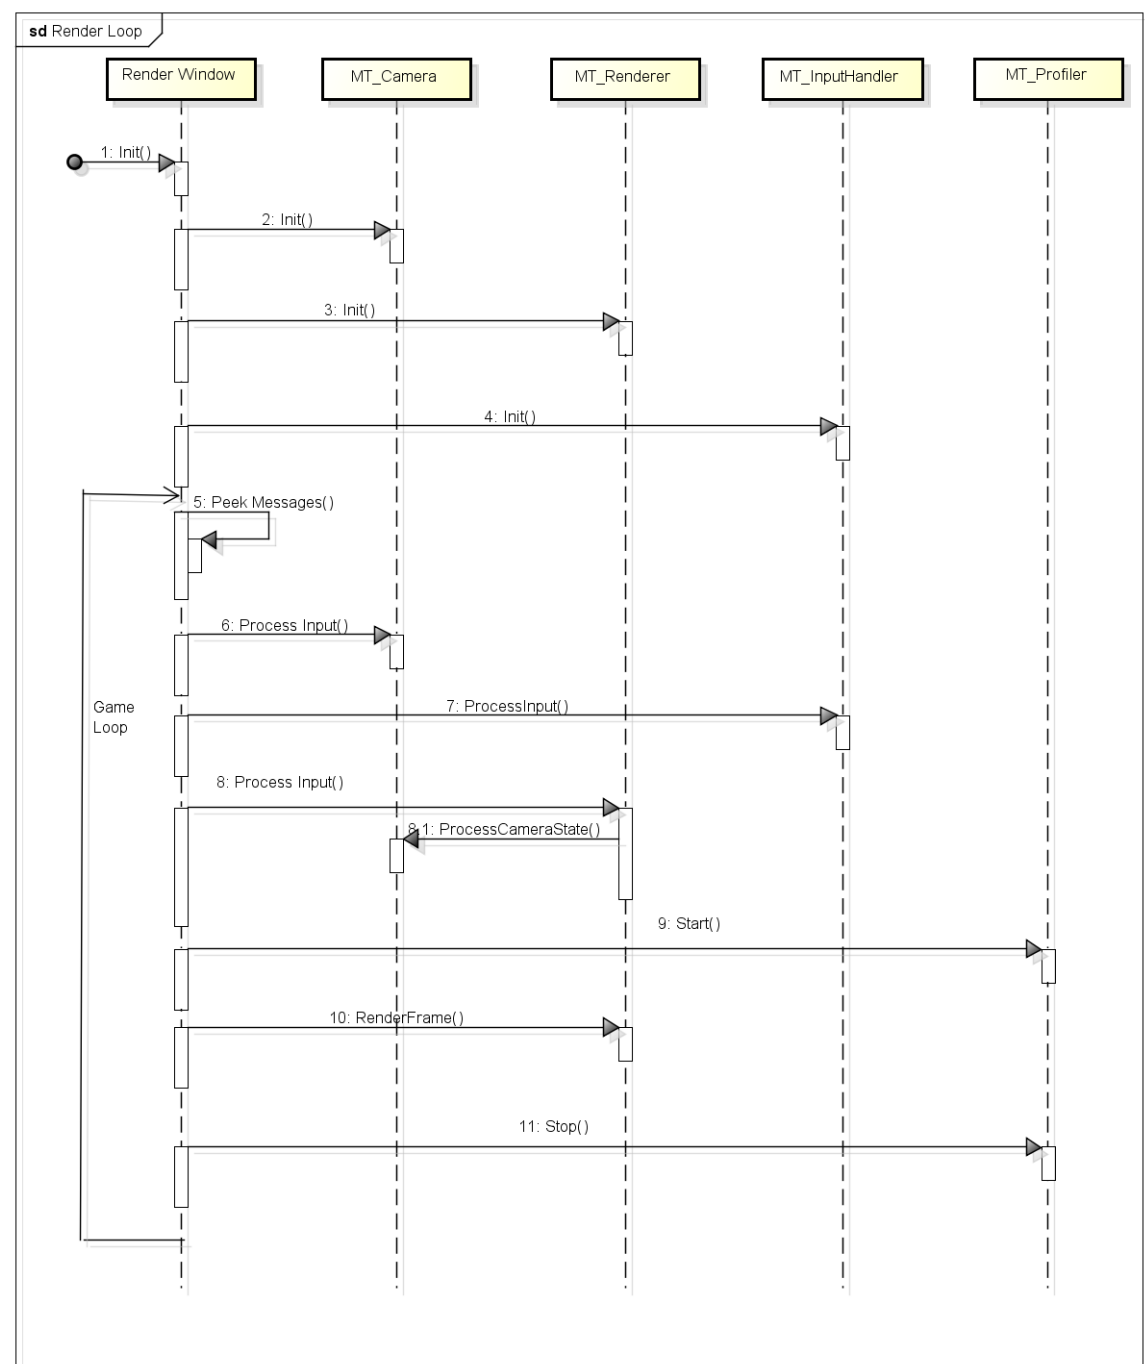 sd Render Loop
Render Window
MT_Camera
MT_Renderer
MT_InputHandler
MT_Profiler
1: Init()
2: Init()
3: Init()
4: Init()
5: Peek Messages()
6: Process Input()
Game
Loop
7: ProcessInput()
8: Process Input()
8.1: ProcessCameraState()
9: Start()
10: RenderFrame()
11: Stop()